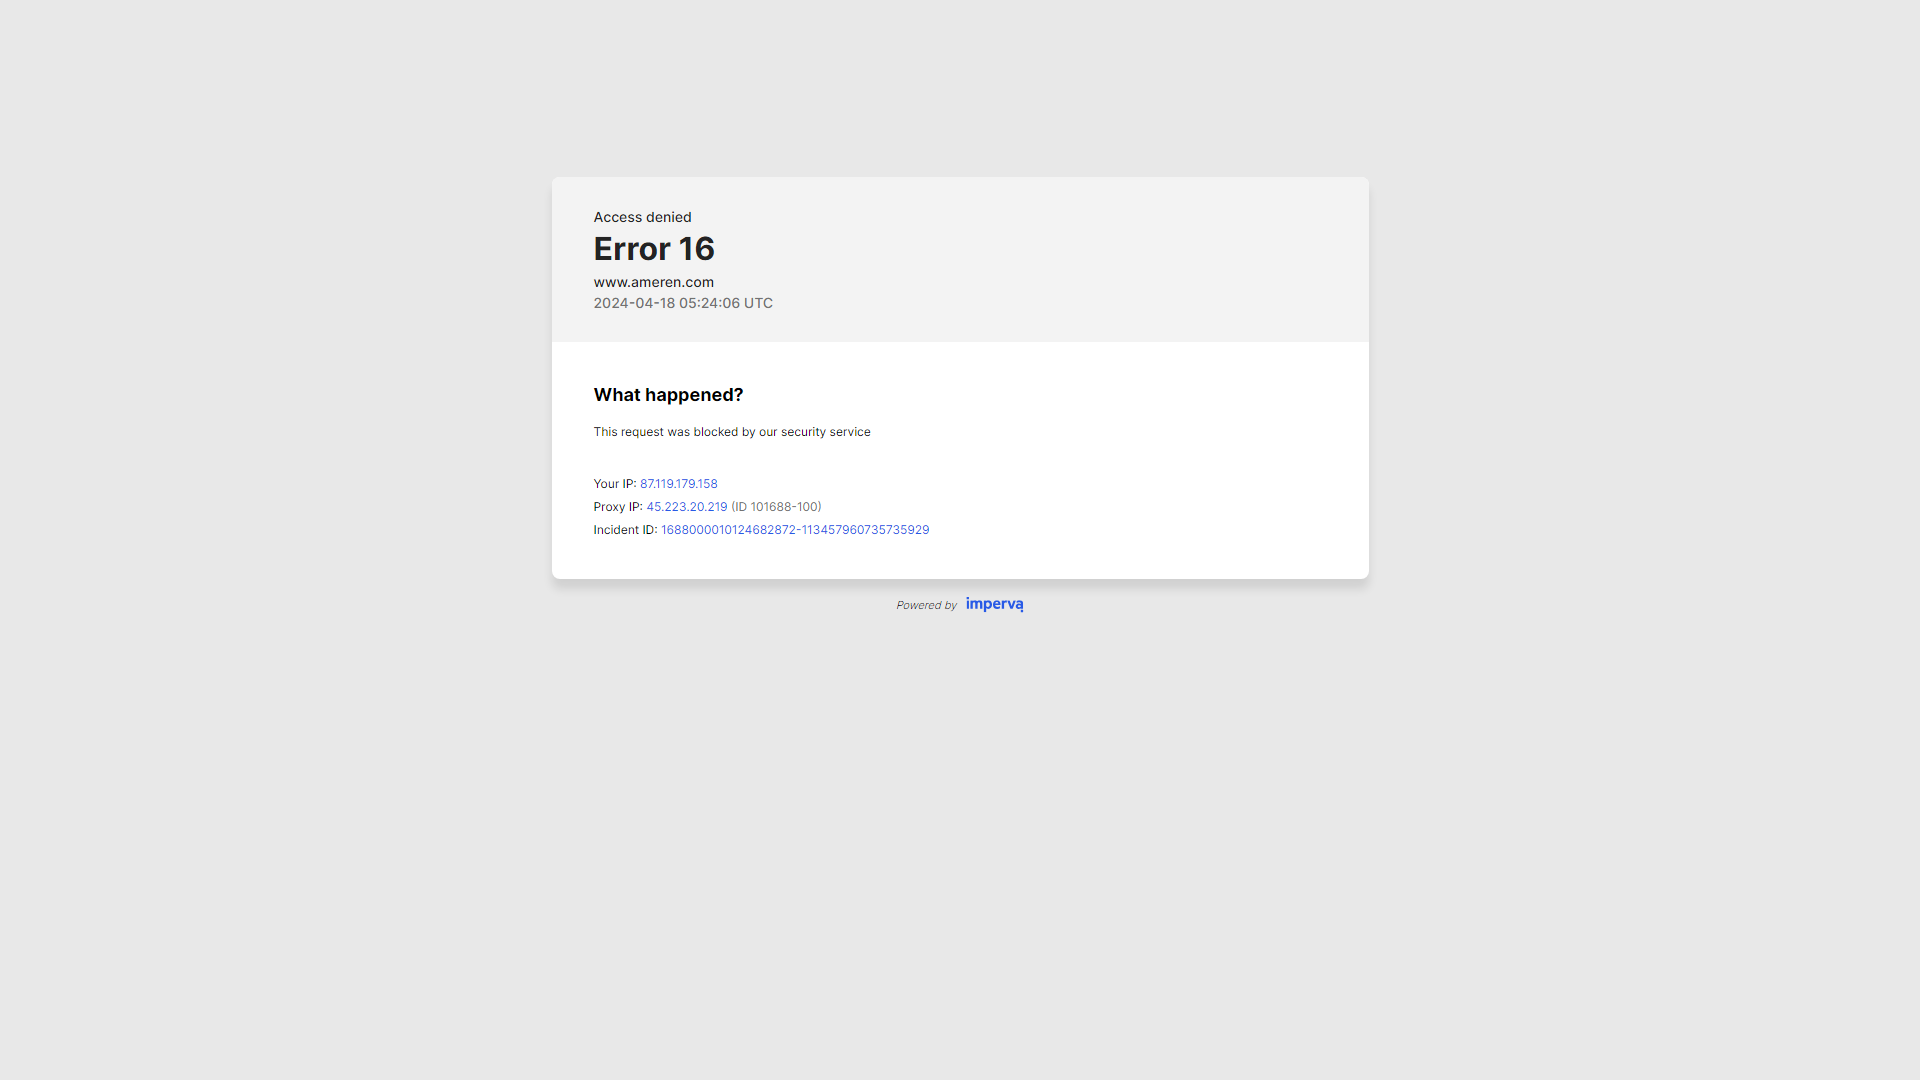 Access denied
Error 16
www.ameren.com
2024-04-18 05:24:06 UTC
What happened?
This request was blocked by our security service
Your IP: 87.119.179.158
Proxy IP: 45.223.20.219 (ID 101688-100)
Incident ID: 1688000010124682872-113457960735735929
Powered by imperva